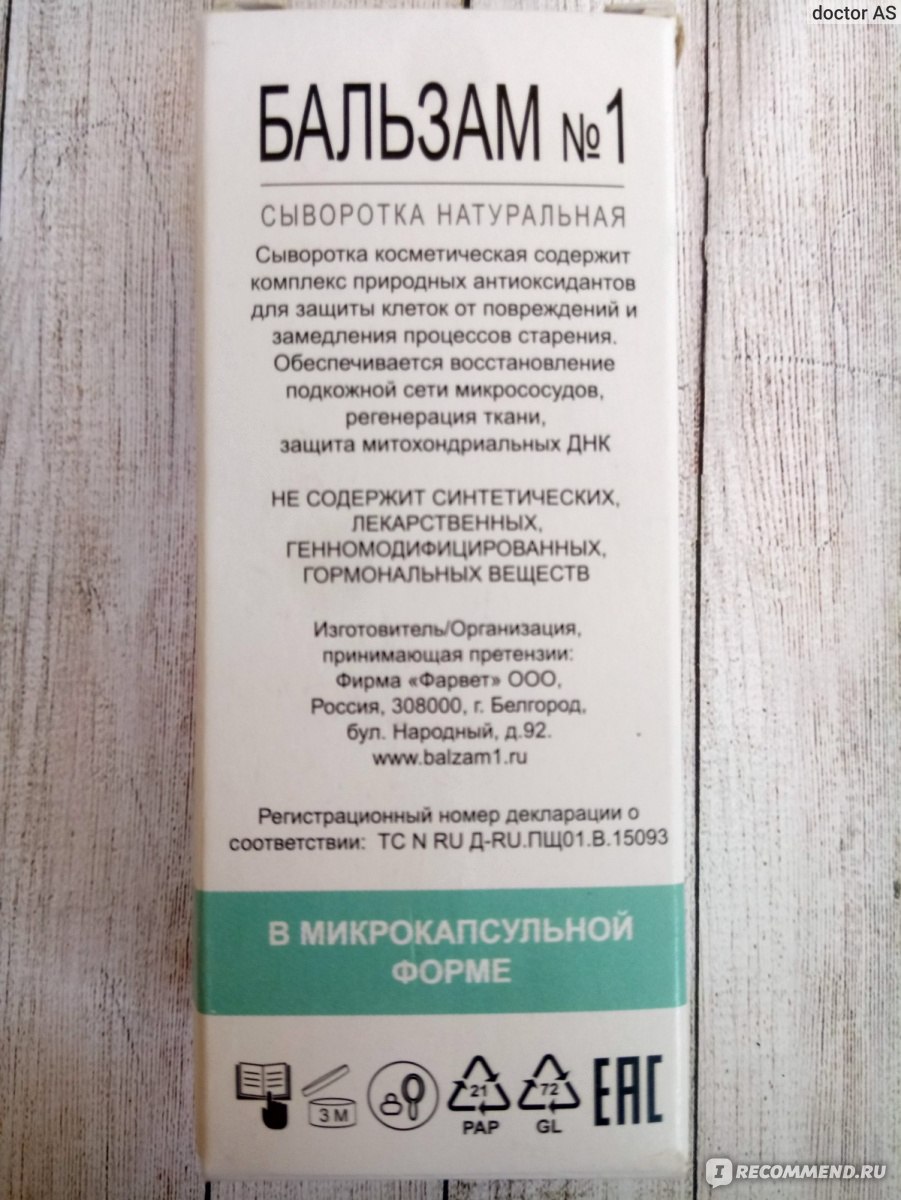 doctor AS
БАЛЬЗАМ №1
СЫВОРОТКА НАТУРАЛЬНАЯ
Сыворотка косметическая содержит
комплекс природных антиоксидантов
для защиты клеток от повреждений и
замедления процессов старения.
Обеспечивается восстановление
подкожной сети микрососудов,
регенерация ткани,
защита митохондриальных ДНК
НЕ СОДЕРЖИТ СИНТЕТИЧЕСКИХ,
ЛЕКАРСТВЕННЫХ,
ГЕННОМОДИФИЦИРОВАННЫХ,
ГОРМОНАЛЬНЫХ ВЕЩЕСТВ
Изготовитель/Организация,
принимающая претензии:
Фирма «Фарвет» ООО,
Россия, 308000, г. Белгород,
бул. Народный, д.92.
www.balzam1.ru
Регистрационный номер декларации о
соответствии: ТС N RU Д-RU.ПЩ01.В.15093
В МИКРОКАПСУЛЬНОЙ
ФОРМЕ
3 М
21
PAP
72
GL
EAC
IRECOMMEND.RU